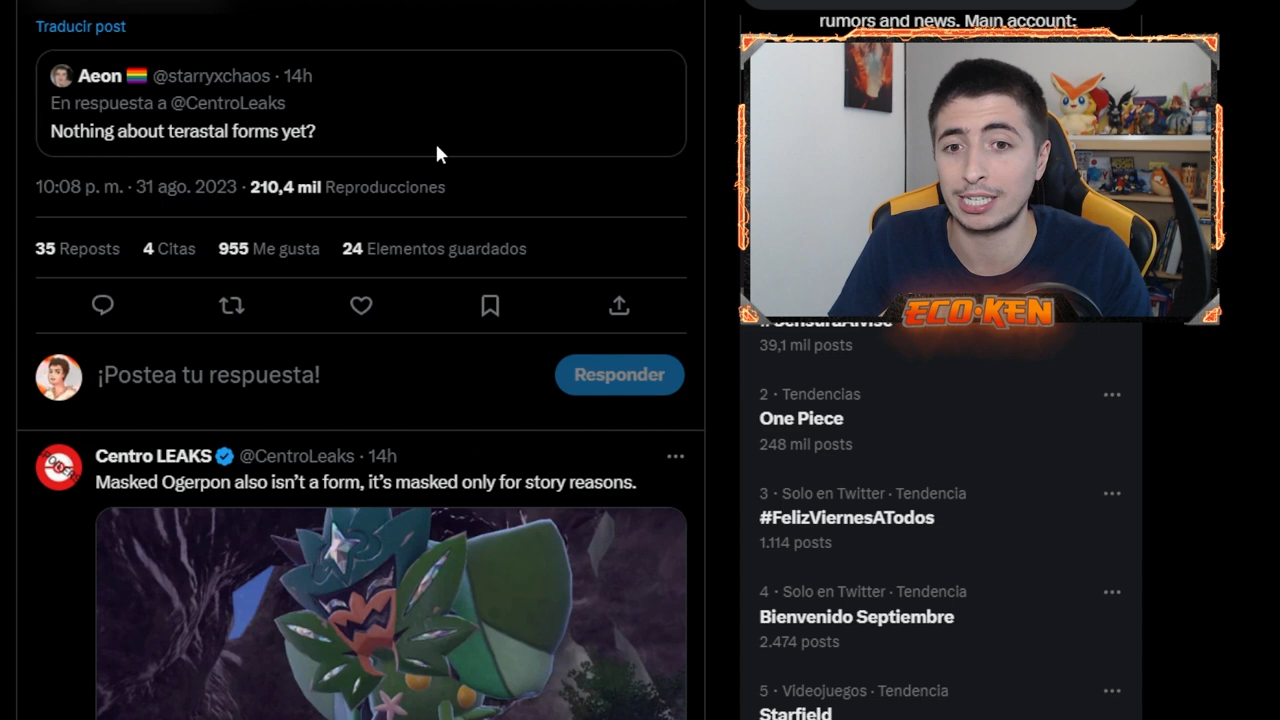 Traducir post
Aeon @starryxchaos · 14h
En respuesta a @CentroLeaks
Nothing about terastal forms yet?
10:08 p. m. · 31 ago. 2023 · 210,4 mil Reproducciones
35 Reposts 4 Citas 955 Me gusta 24 Elementos guardados
¡Postea tu respuesta!
Responder
Centro LEAKS @CentroLeaks · 14h
Masked Ogerpon also isn't a form, it's masked only for story reasons.
rumors and news. Main account:
ECO·KEN
#CensuraAlvise
39,1 mil posts
2 · Tendencias
One Piece
248 mil posts
3 · Solo en Twitter · Tendencia
#FelizViernesATodos
1.114 posts
4 · Solo en Twitter · Tendencia
Bienvenido Septiembre
2.474 posts
5 · Videojuegos · Tendencia
Starfield